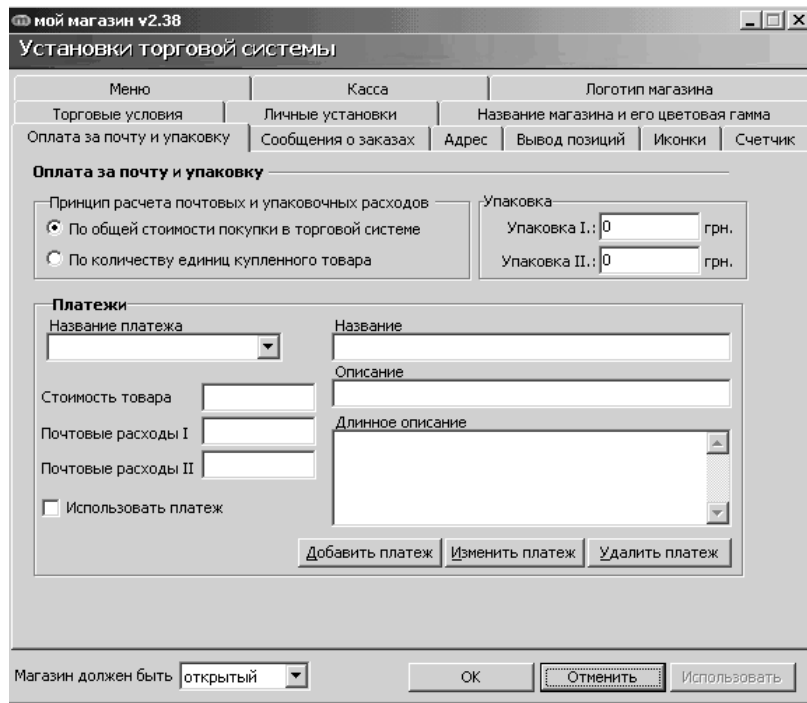 мой магазин v2.38
Установки торговой системы
Меню Касса Логотип магазина
Торговые условия Личные установки Название магазина и его цветовая гамма
Оплата за почту и упаковку Сообщения о заказах Адрес Вывод позиций Иконки Счетчик
Оплата за почту и упаковку
Принцип расчета почтовых и упаковочных расходов Упаковка
По общей стоимости покупки в торговой системе Упаковка I.: 0 грн.
По количеству единиц купленного товара Упаковка II.: 0 грн.
Платежи
Название платежа Название
Описание
Стоимость товара
Длинное описание
Почтовые расходы I
Почтовые расходы II
Использовать платеж
Добавить платеж Изменить платеж Удалить платеж
Магазин должен быть открытый OK Отменить Использовать